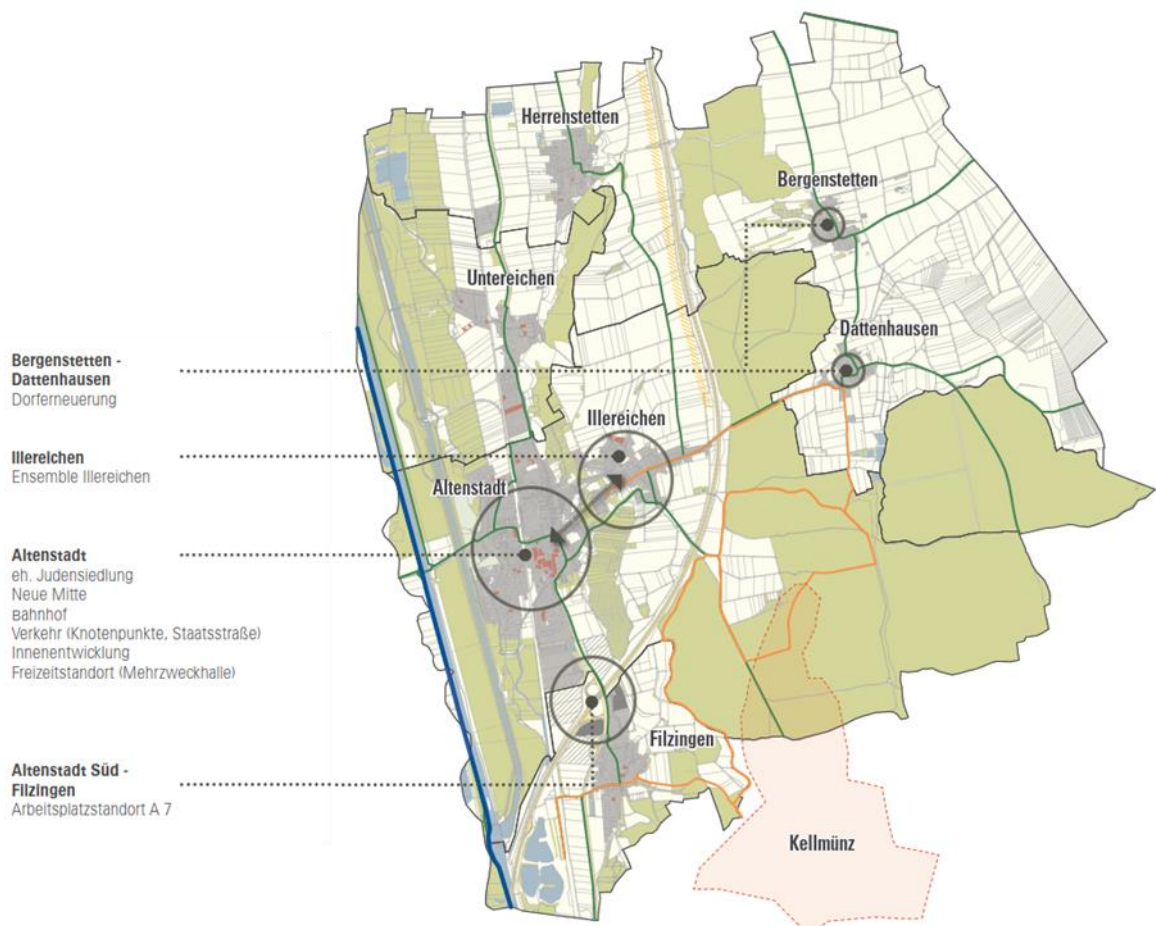 Herrenstetten
Bergenstetten
Untereichen
Dattenhausen
Bergenstetten -
Dattenhausen
Dorferneuerung
Illereichen
Illereichen
Ensemble Illereichen
Altenstadt
Altenstadt
eh. Judensiedlung
Neue Mitte
Bahnhof
Verkehr (Knotenpunkte, Staatsstraße)
Innenentwicklung
Freizeitstandort (Mehrzweckhalle)
Filzingen
Altenstadt Süd -
Filzingen
Arbeitsplatzstandort A 7
Kellmünz